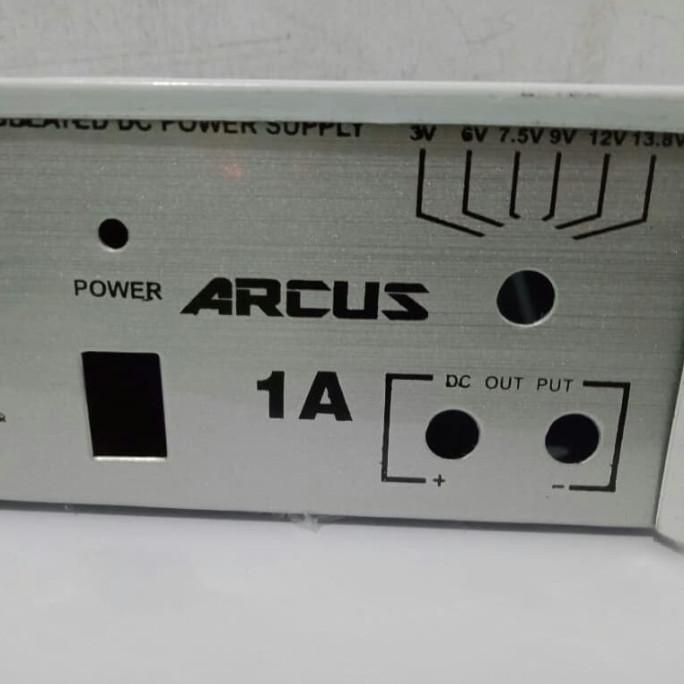 DC POWER SUPPLY
3V 6V 7.5V 9V 12V 13.8V
POWER
ARCUS
1A
DC OUT PUT
+ -